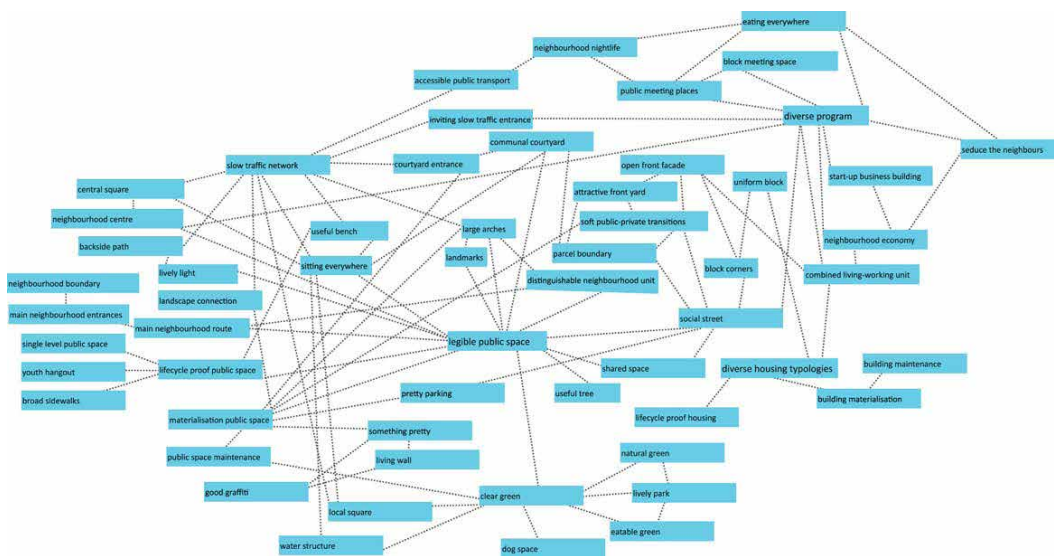 eating everywhere
neighbourhood nightlife
block meeting space
accessible public transport
public meeting places
diverse program
inviting slow traffic entrance
communal courtyard
seduce the neighbours
slow traffic network
courtyard entrance
open front facade
start-up business building
uniform block
central square
attractive front yard
neighbourhood centre
soft public-private transitions
useful bench
large arches
neighbourhood economy
backside path
landmarks
parcel boundary
lively light
sitting everywhere
block corners
combined living-working unit
neighbourhood boundary
distinguishable neighbourhood unit
landscape connection
main neighbourhood entrances
main neighbourhood route
social street
single level public space
legible public space
building maintenance
youth hangout
lifecycle proof public space
shared space
diverse housing typologies
broad sidewalks
pretty parking
useful tree
building materialisation
materialisation public space
lifecycle proof housing
something pretty
public space maintenance
living wall
natural green
good graffiti
clear green
lively park
local square
eatable green
water structure
dog space